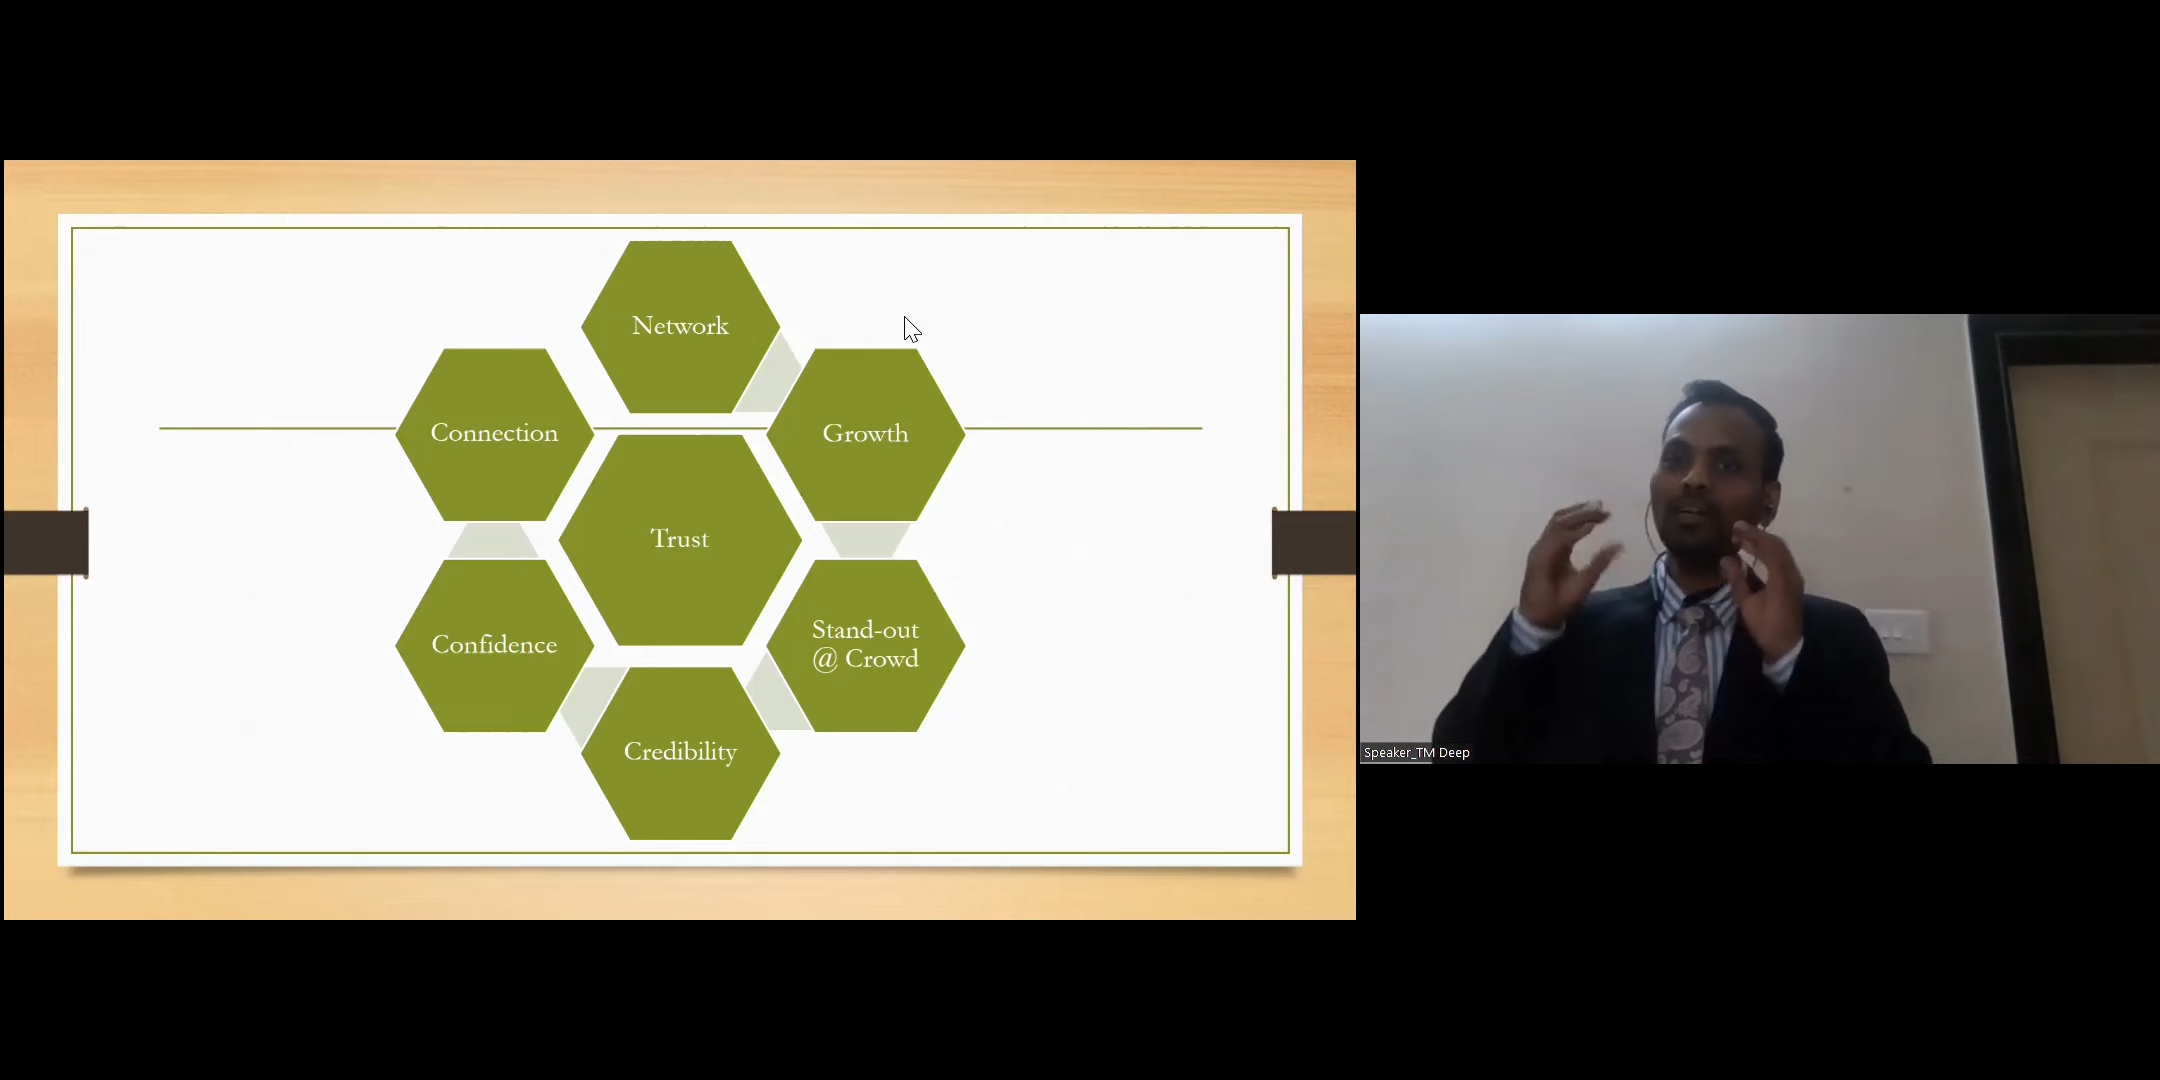 Network
Connection
Growth
Trust
Confidence
Stand-out
@ Crowd
Credibility
Speaker_TM Deep